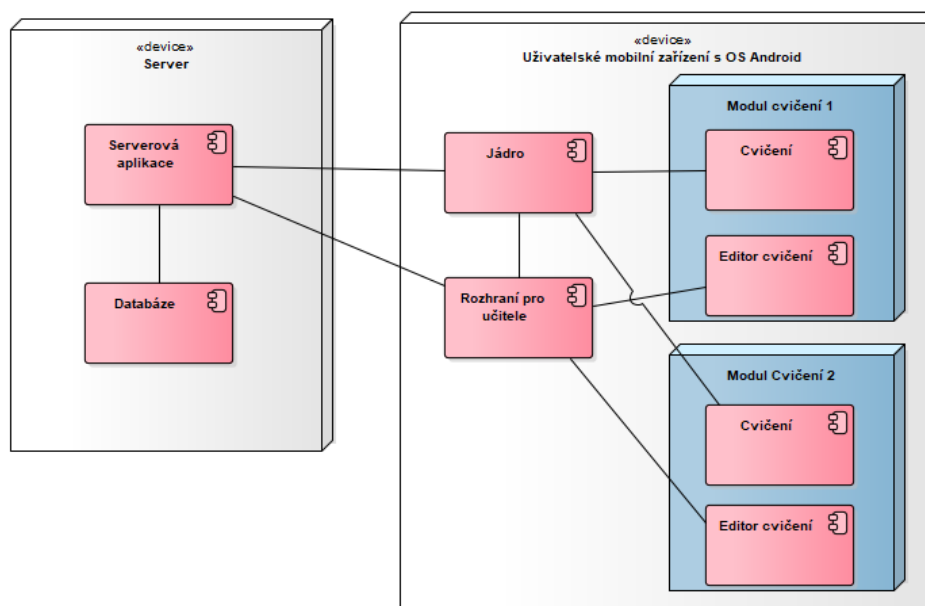 «device»
Server
Serverová
aplikace
Databáze
«device»
Uživatelské mobilní zařízení s OS Android
Jádro
Rozhraní pro
učitele
Modul cvičení 1
Cvičení
Editor cvičení
Modul Cvičení 2
Cvičení
Editor cvičení